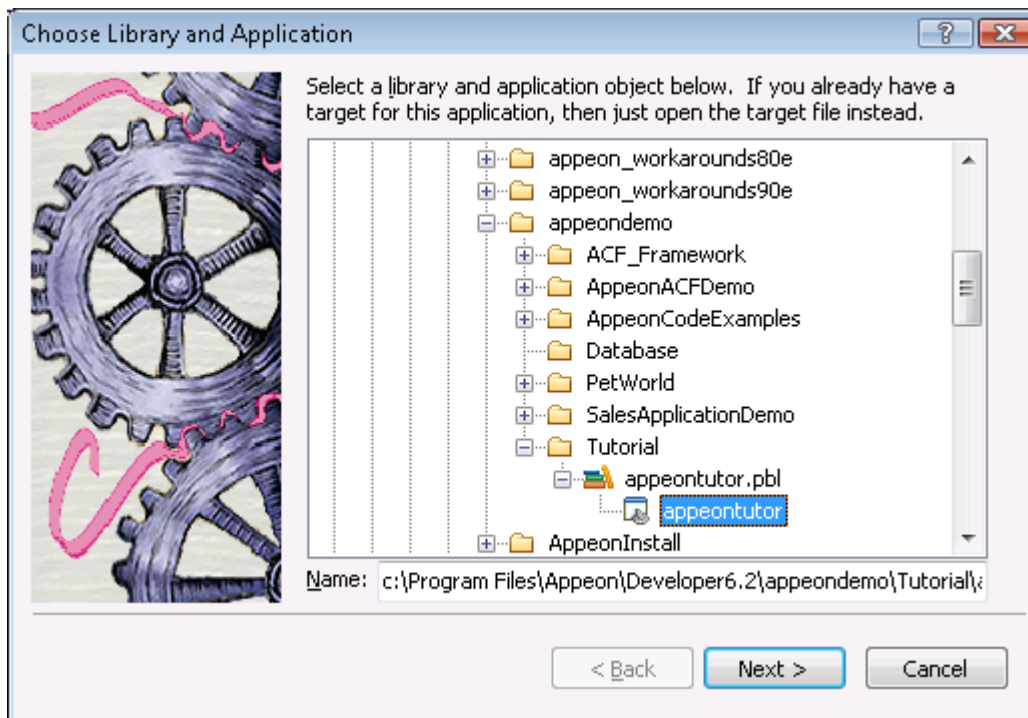 Choose Library and Application
Select a library and application object below.  If you already have a
target for this application, then just open the target file instead.
appeon_workarounds80e
appeon_workarounds90e
appeondemo
ACF_Framework
AppeonACFDemo
AppeonCodeExamples
Database
PetWorld
SalesApplicationDemo
Tutorial
appeontutor.pbl
appeontutor
AppeonInstall
Name: c:\Program Files\Appeon\Developer6.2\appeondemo\Tutorial\
< Back Next > Cancel